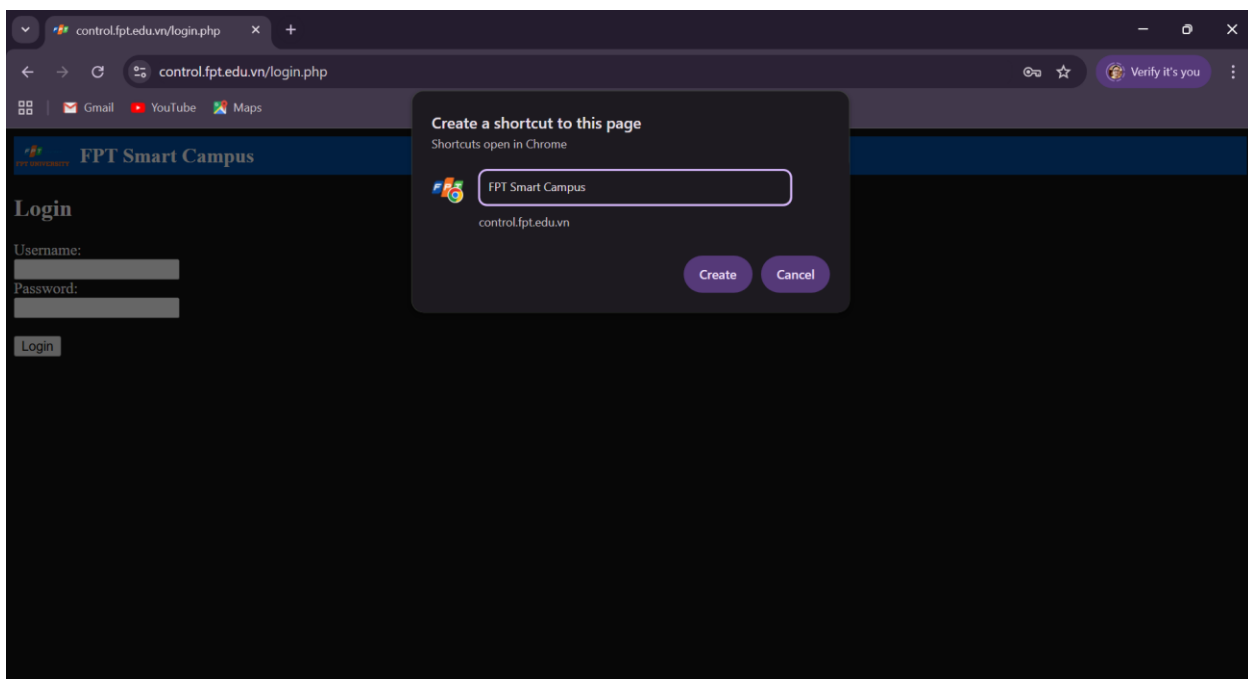 control.fpt.edu.vn/login.php
control.fpt.edu.vn/login.php
Verify it's you
Gmail
YouTube
Maps
Create a shortcut to this page
Shortcuts open in Chrome
FPT Smart Campus
control.fpt.edu.vn
Create
Cancel
FPT UNIVERSITY
FPT Smart Campus
Login
Username:
Password:
Login